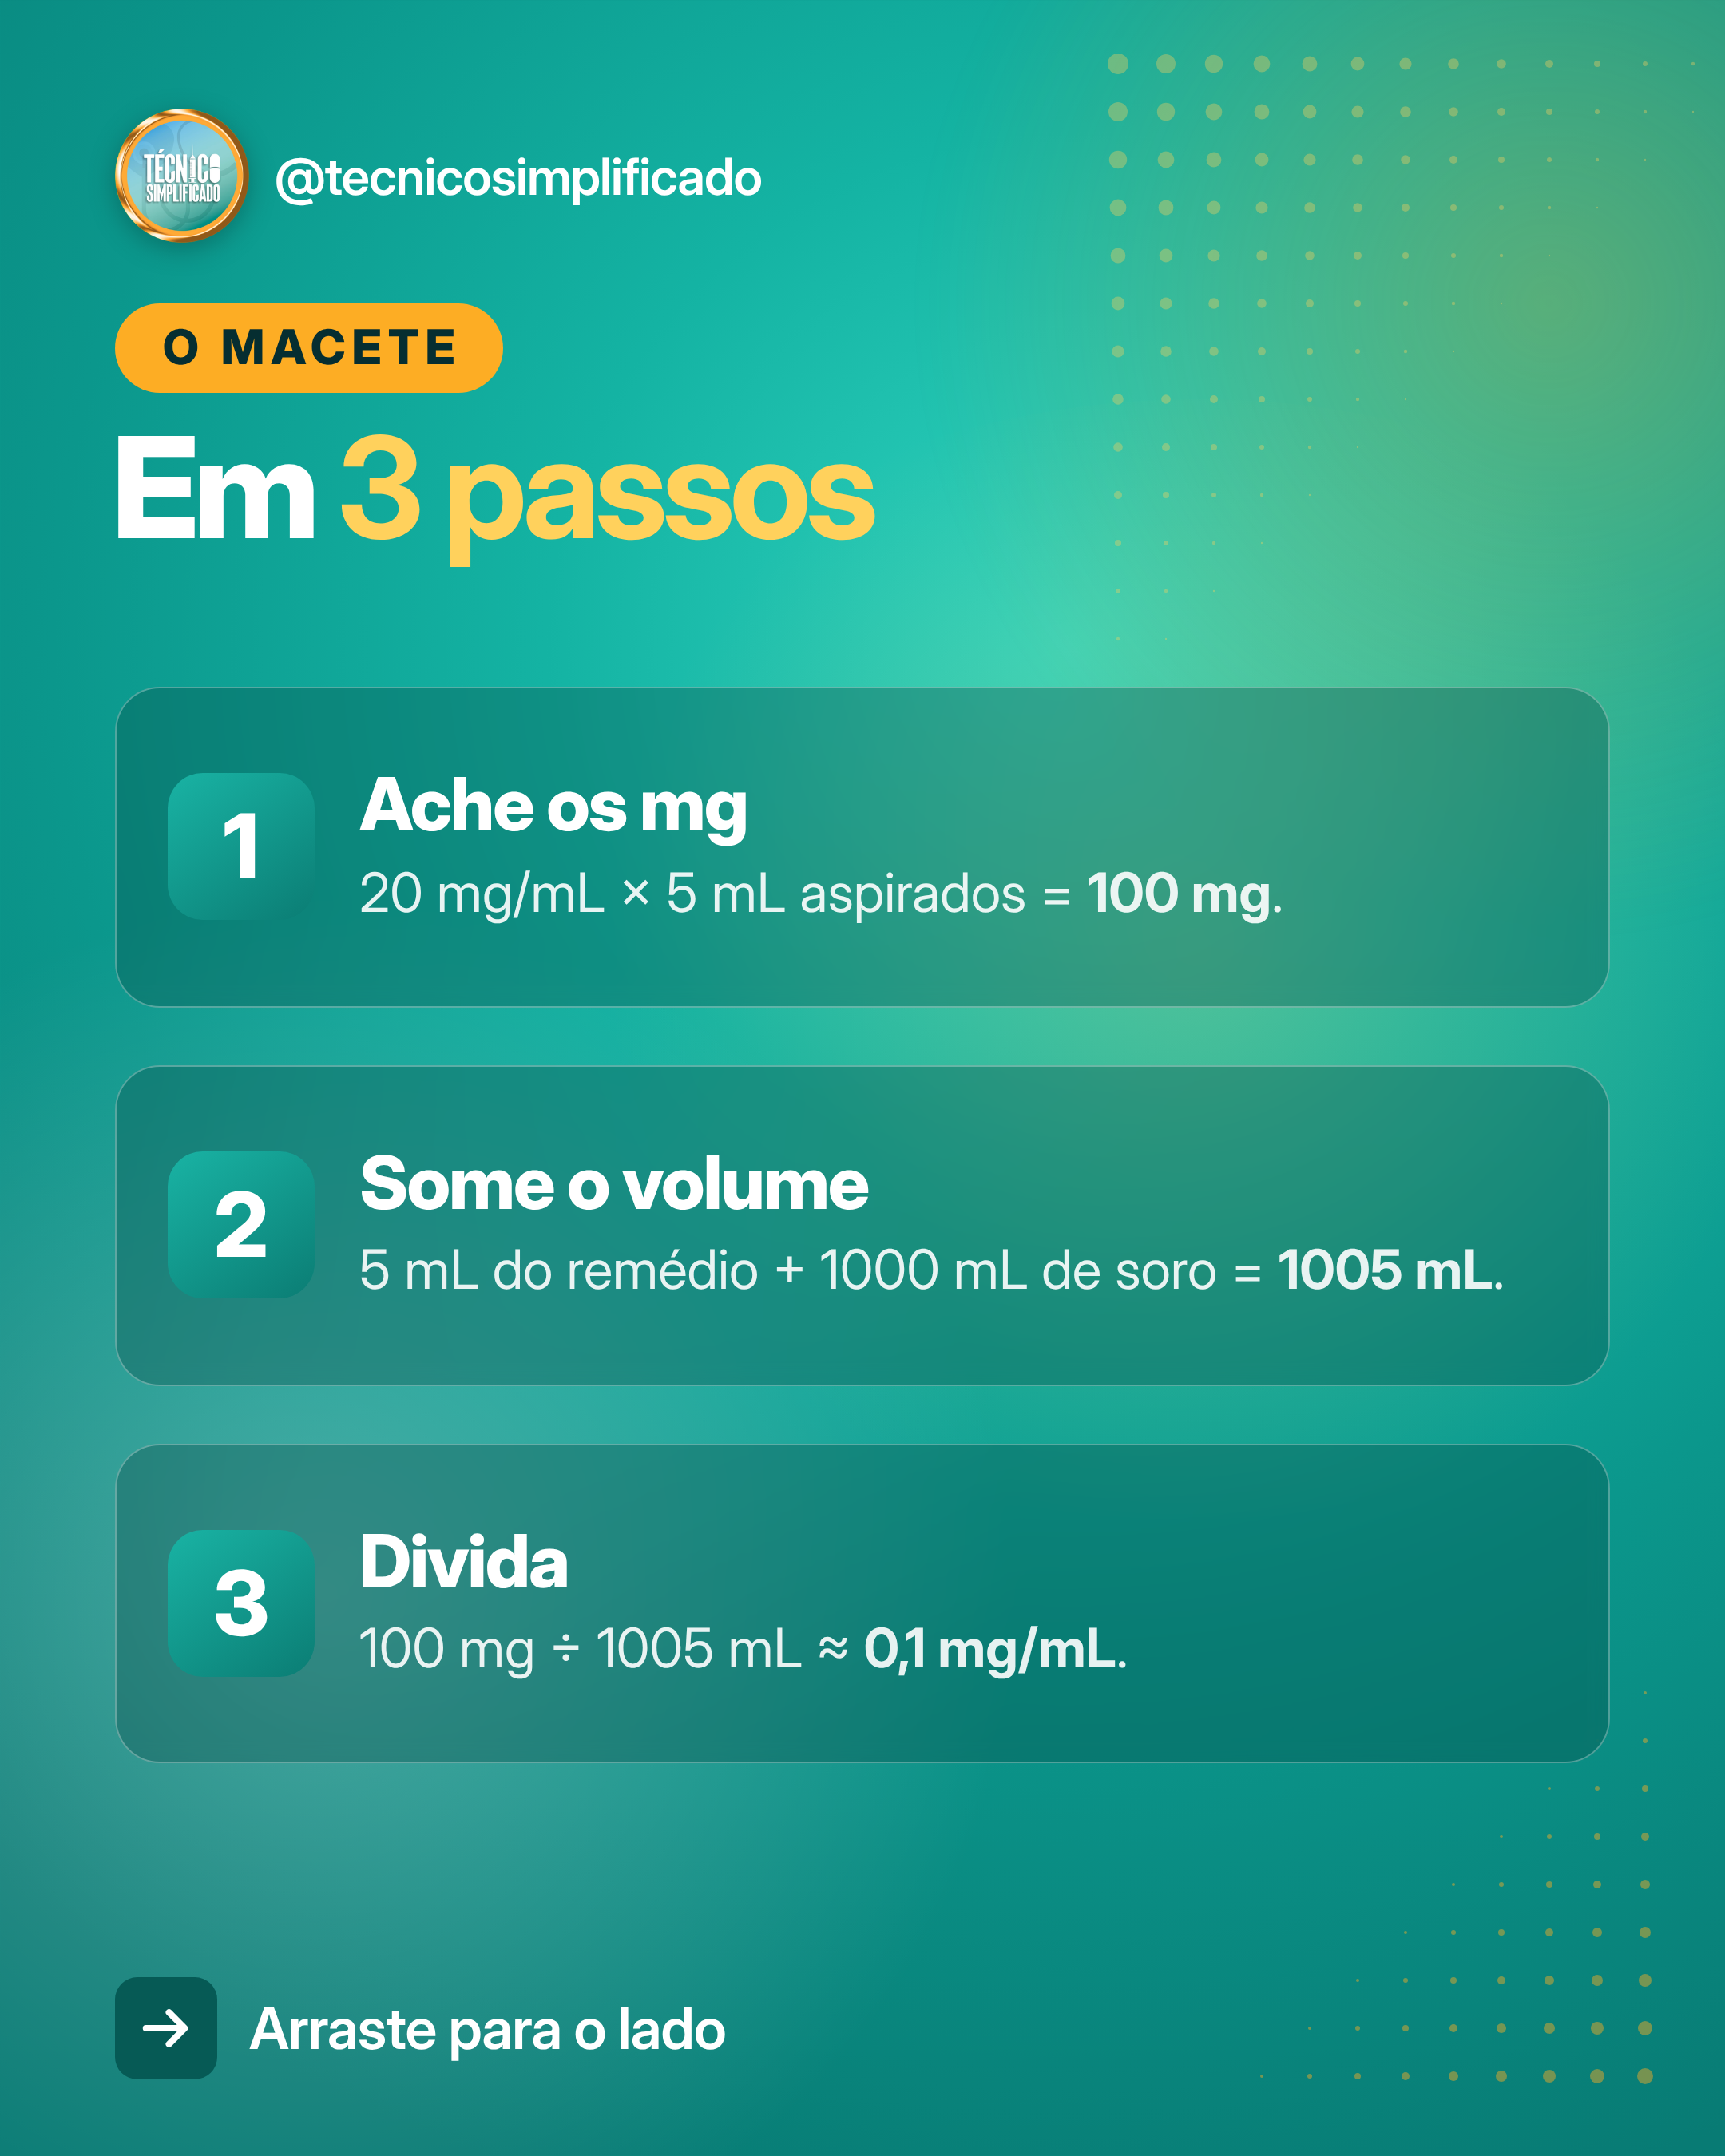 TÉCNICO
SIMPLIFICADO
@tecnicosimplificado
O MACETE
Em 3 passos
1
Ache os mg
20 mg/mL × 5 mL aspirados = 100 mg.
2
Some o volume
5 mL do remédio + 1000 mL de soro = 1005 mL.
3
Divida
100 mg ÷ 1005 mL ≈ 0,1 mg/mL.
Arraste para o lado